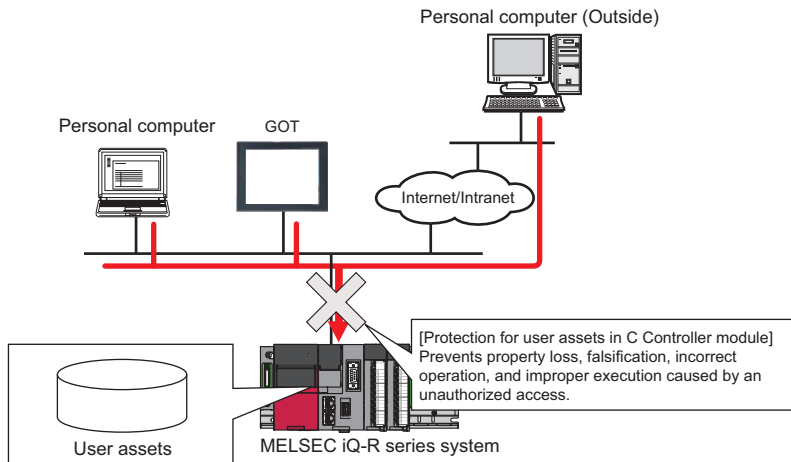 Personal computer (Outside)
Personal computer
GOT
Internet/Intranet
[Protection for user assets in C Controller module]
Prevents property loss, falsification, incorrect
operation, and improper execution caused by an
unauthorized access.
User assets
MELSEC iQ-R series system